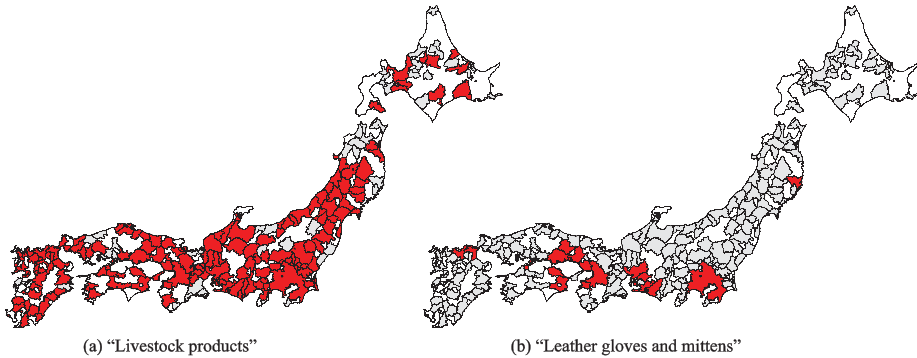 (a) “Livestock products”
(b) “Leather gloves and mittens”